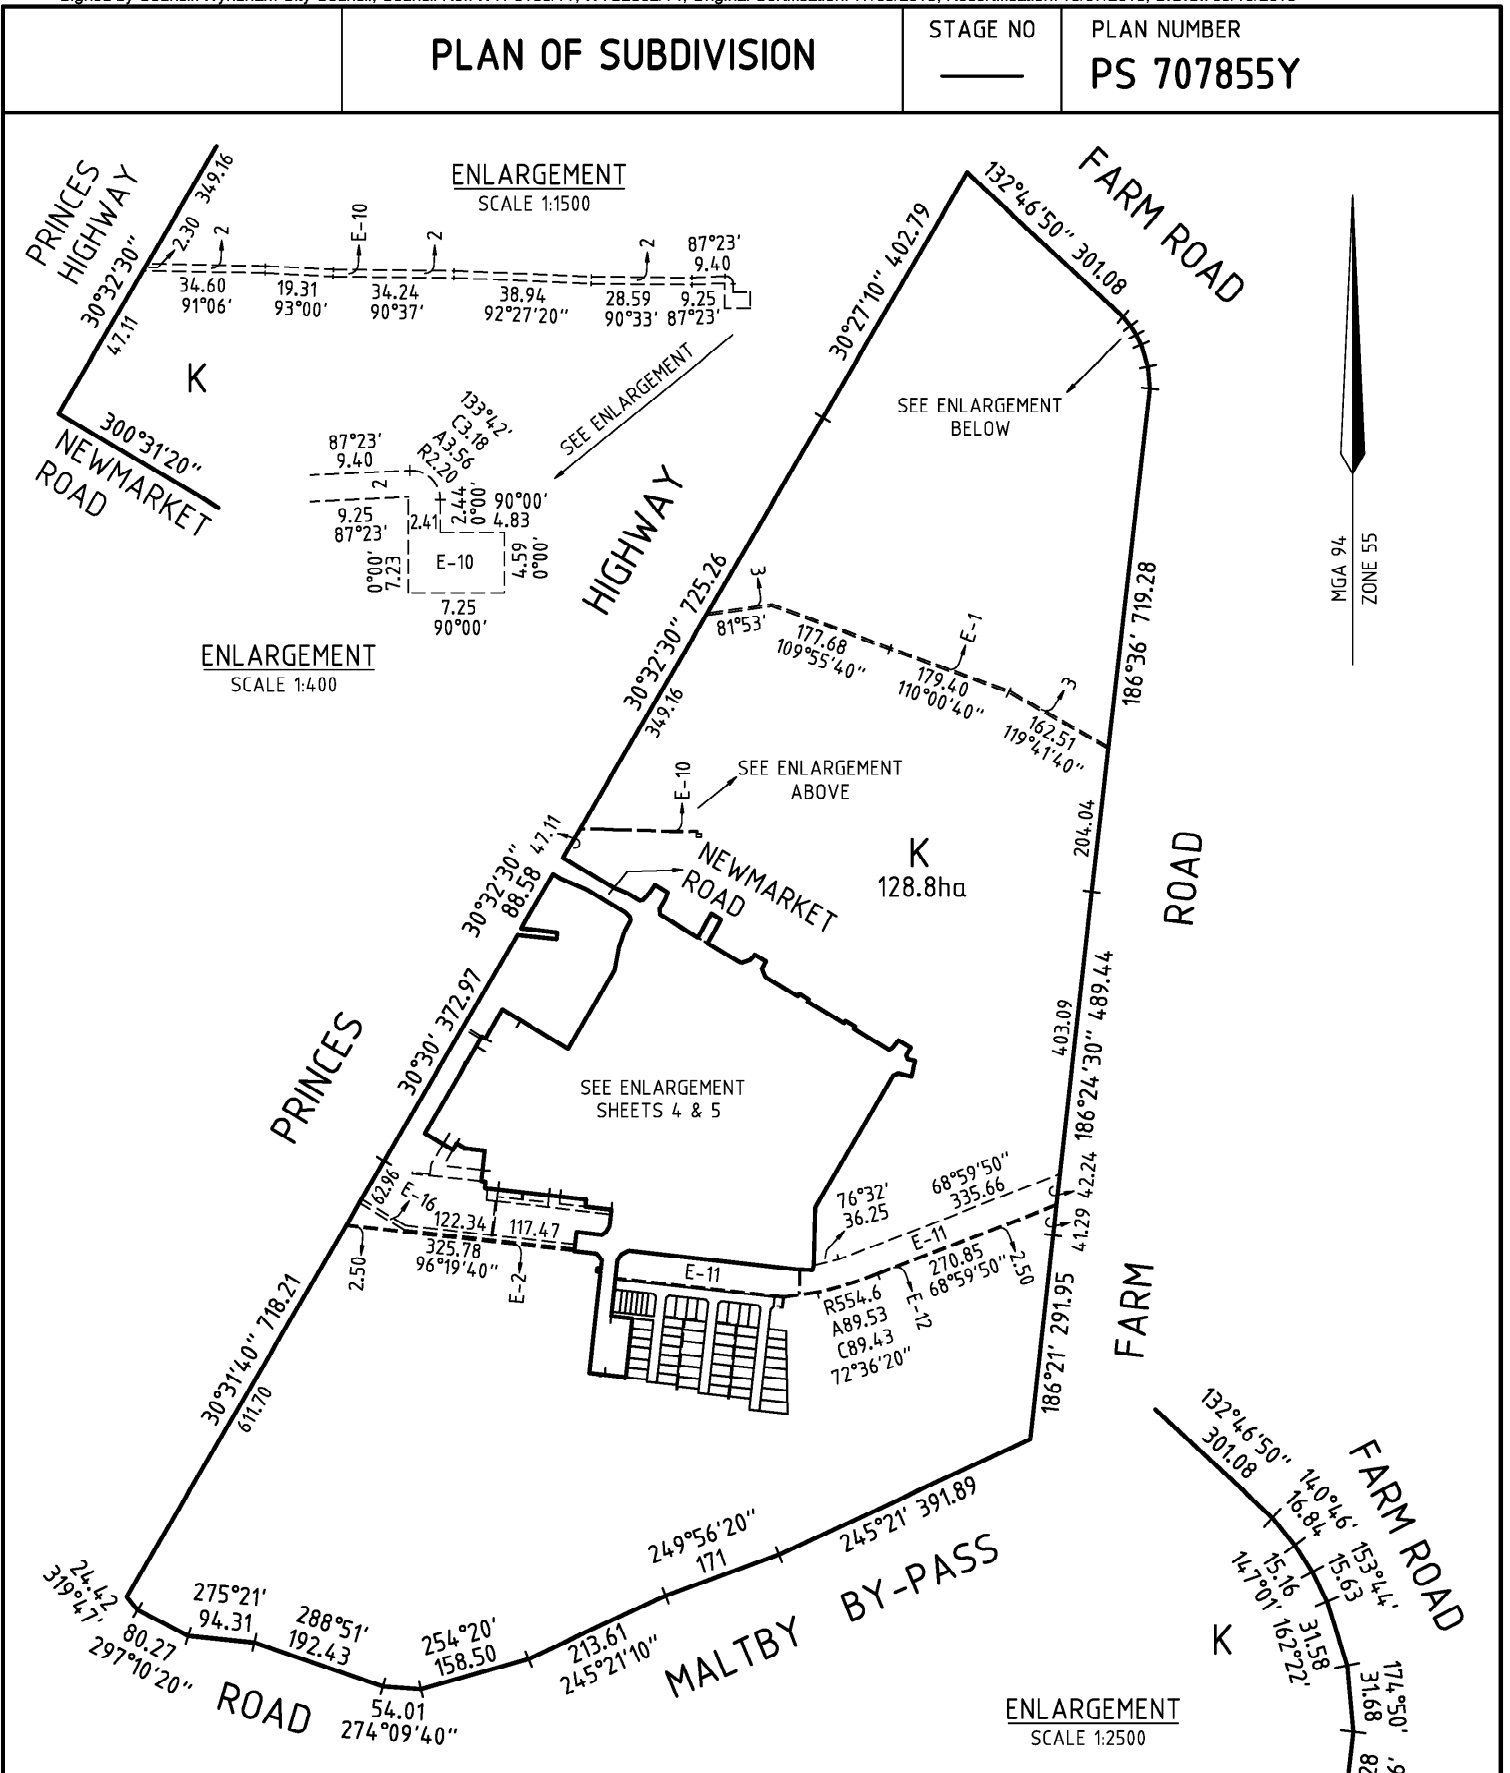 PLAN OF SUBDIVISION
STAGE NO
PLAN NUMBER
PS 707855Y
PRINCES
HIGHWAY
349.16
2.30
30°32'30"
47.11
K
300°31'20"
NEWMARKET
ROAD
ENLARGEMENT
SCALE 1:1500
2
E-10
2
2
87°23'
9.40
34.60
91°06'
19.31
93°00'
34.24
90°37'
38.94
92°27'20"
28.59
90°33'
9.25
87°23'
SEE ENLARGEMENT
133°42'
C3.18
A3.56
R2.20
87°23'
9.40
2
9.25
87°23'
2.41
2.44
0°00'
90°00'
4.83
0°00'
7.23
E-10
4.59
0°00'
7.25
90°00'
ENLARGEMENT
SCALE 1:400
FARM ROAD
132°46'50" 301.08
30°27'10" 402.79
SEE ENLARGEMENT
BELOW
MGA 94
ZONE 55
HIGHWAY
30°32'30" 725.26
349.16
3
81°53'
177.68
109°55'40"
E-1
179.40
110°00'40"
3
162.51
119°41'40"
186°36' 719.28
204.04
E-10
SEE ENLARGEMENT
ABOVE
47.11
30°32'30"
88.58
NEWMARKET
ROAD
K
128.8ha
ROAD
PRINCES
30°30' 372.97
SEE ENLARGEMENT
SHEETS 4 & 5
403.09
186°24'30" 489.44
62.96
E-16
122.34
117.47
325.78
96°19'40"
2.50
E-2
76°32'
36.25
68°59'50"
335.66
42.24
41.29
E-11
E-11
270.85
68°59'50"
2.50
E-12
R554.6
A89.53
C89.43
72°36'20"
186°21' 291.95
FARM
30°31'40" 718.21
611.70
24.42
319°47'
80.27
297°10'20"
275°21'
94.31
288°51'
192.43
54.01
274°09'40"
254°20'
158.50
213.61
245°21'10"
249°56'20"
171
245°21' 391.89
ROAD
MALTBY BY-PASS
132°46'50"
301.08
140°46'
16.84
FARM ROAD
15.16
147°01'
153°44'
15.63
31.58
162°22'
174°50'
31.68
K
ENLARGEMENT
SCALE 1:2500